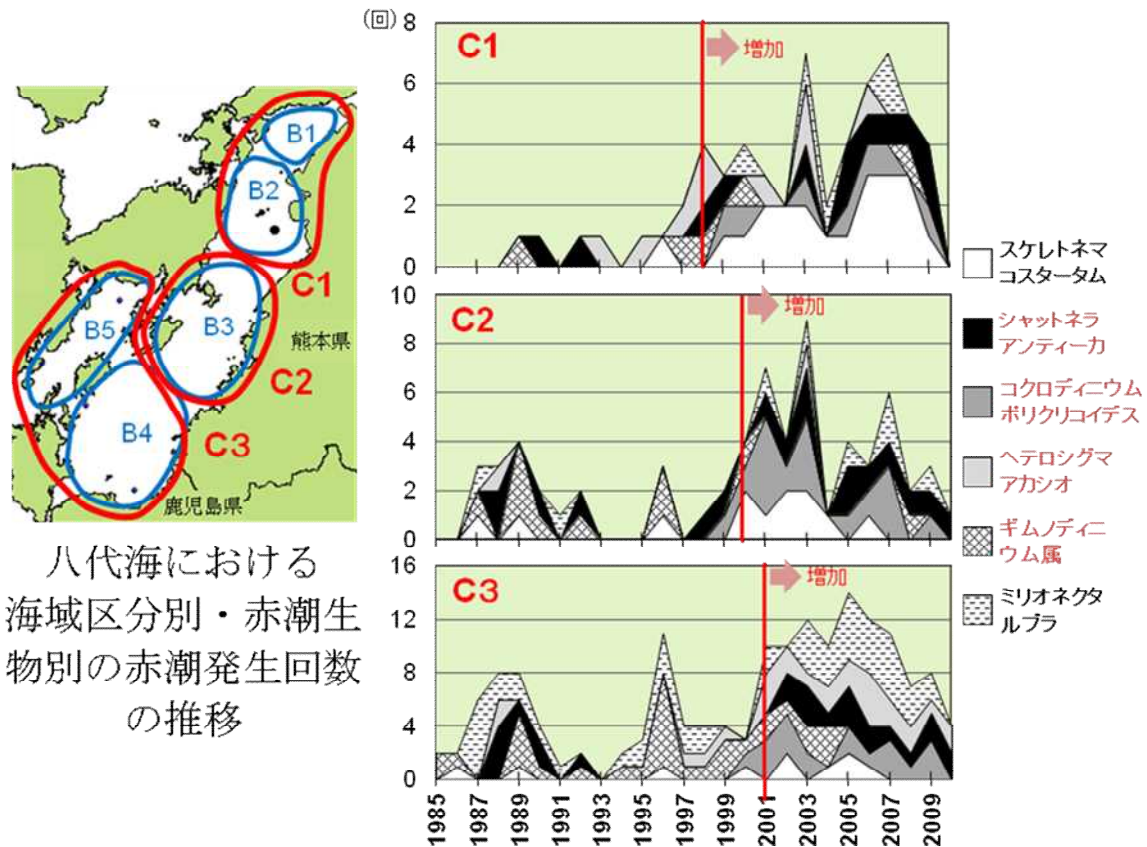 B1
B2
C1
B3
B5
熊本県
C2
B4
C3
鹿児島県
八代海における
海域区分別・赤潮生
物別の赤潮発生回数
の推移
(回)
8
6
4
2
0
C1
増加
10
8
6
4
2
0
C2
増加
16
12
8
4
0
C3
増加
1985
1987
1989
1991
1993
1995
1997
1999
2001
2003
2005
2007
2009
スケレトネマ
コスタータム
シャットネラ
アンティーカ
コクロディニウム
ポリクリコイデス
ヘテロシグマ
アカシオ
ギムノディニ
ウム属
ミリオネクタ
ルブラ